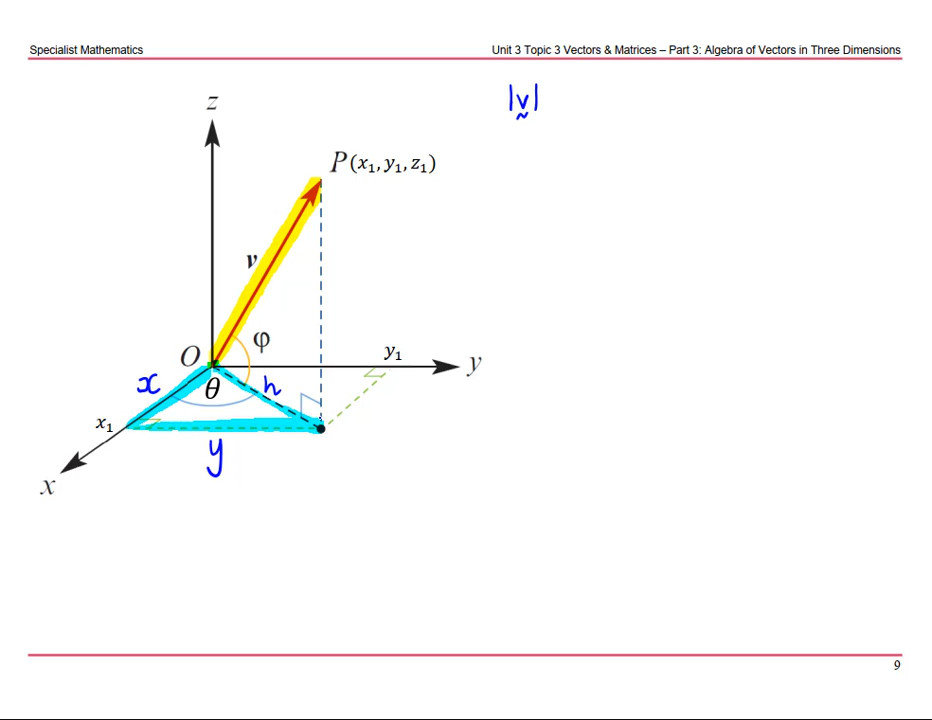 Specialist Mathematics
Unit 3 Topic 3 Vectors & Matrices – Part 3: Algebra of Vectors in Three Dimensions
|v|
~
z
P(x₁, y₁, z₁)
v
φ
O
y₁
y
x
θ
h
x₁
y
x
9